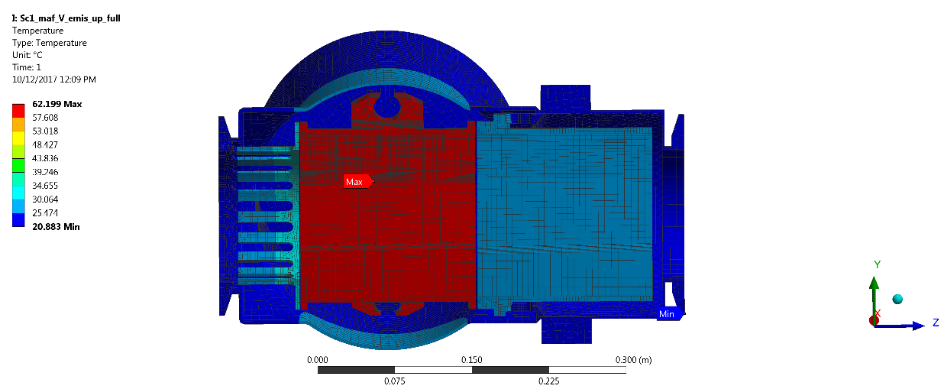 J: Sc1_maf_V_emis_up_full
Temperature
Type: Temperature
Unit: °C
Time: 1
10/12/2017 12:09 PM
62.199 Max
57.608
53.018
48.427
43.836
39.246
34.655
30.064
25.474
20.883 Min
Max
Min
Y
X
Z
0.000
0.150
0.300 (m)
0.075
0.225